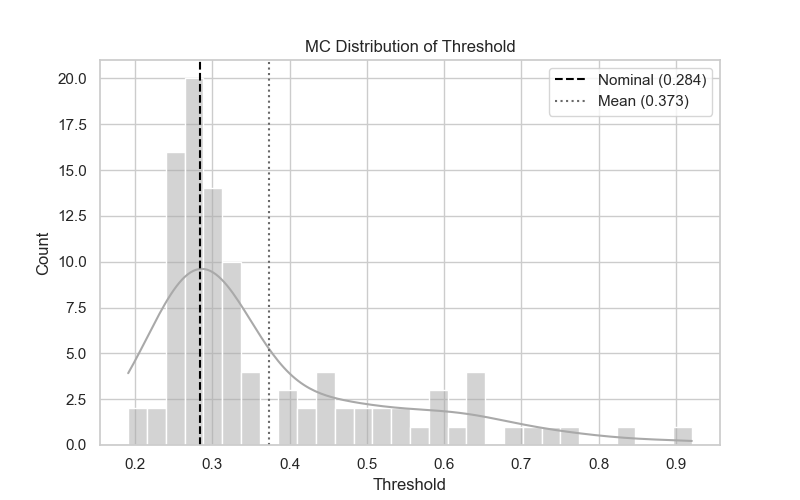 MC Distribution of Threshold
Nominal (0.284)
Mean (0.373)
20.0
17.5
15.0
12.5
10.0
7.5
5.0
2.5
0.0
Count
0.2 0.3 0.4 0.5 0.6 0.7 0.8 0.9
Threshold